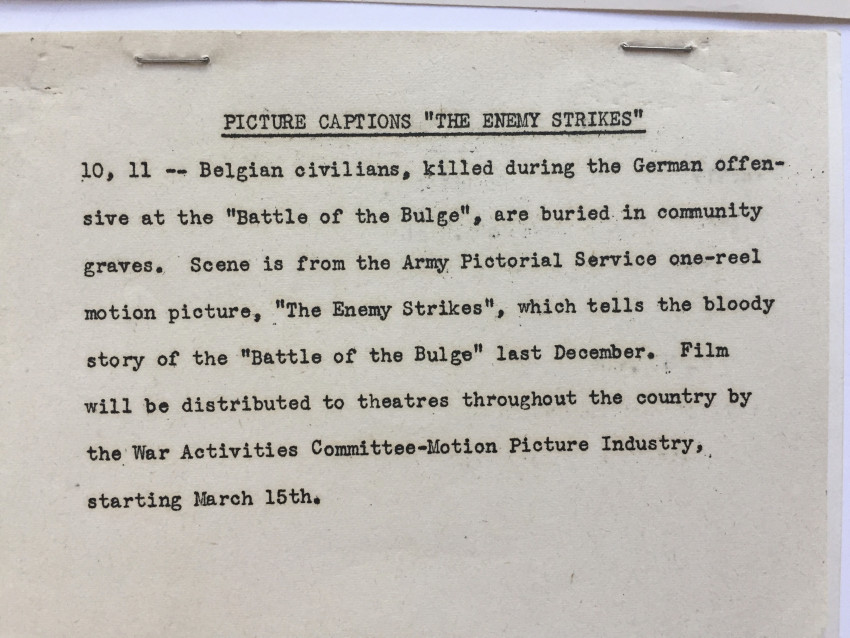 PICTURE CAPTIONS "THE ENEMY STRIKES"
10, 11 -- Belgian civilians, killed during the German offen-
sive at the "Battle of the Bulge", are buried in community
graves. Scene is from the Army Pictorial Service one-reel
motion picture, "The Enemy Strikes", which tells the bloody
story of the "Battle of the Bulge" last December. Film
will be distributed to theatres throughout the country by
the War Activities Committee-Motion Picture Industry,
starting March 15th.